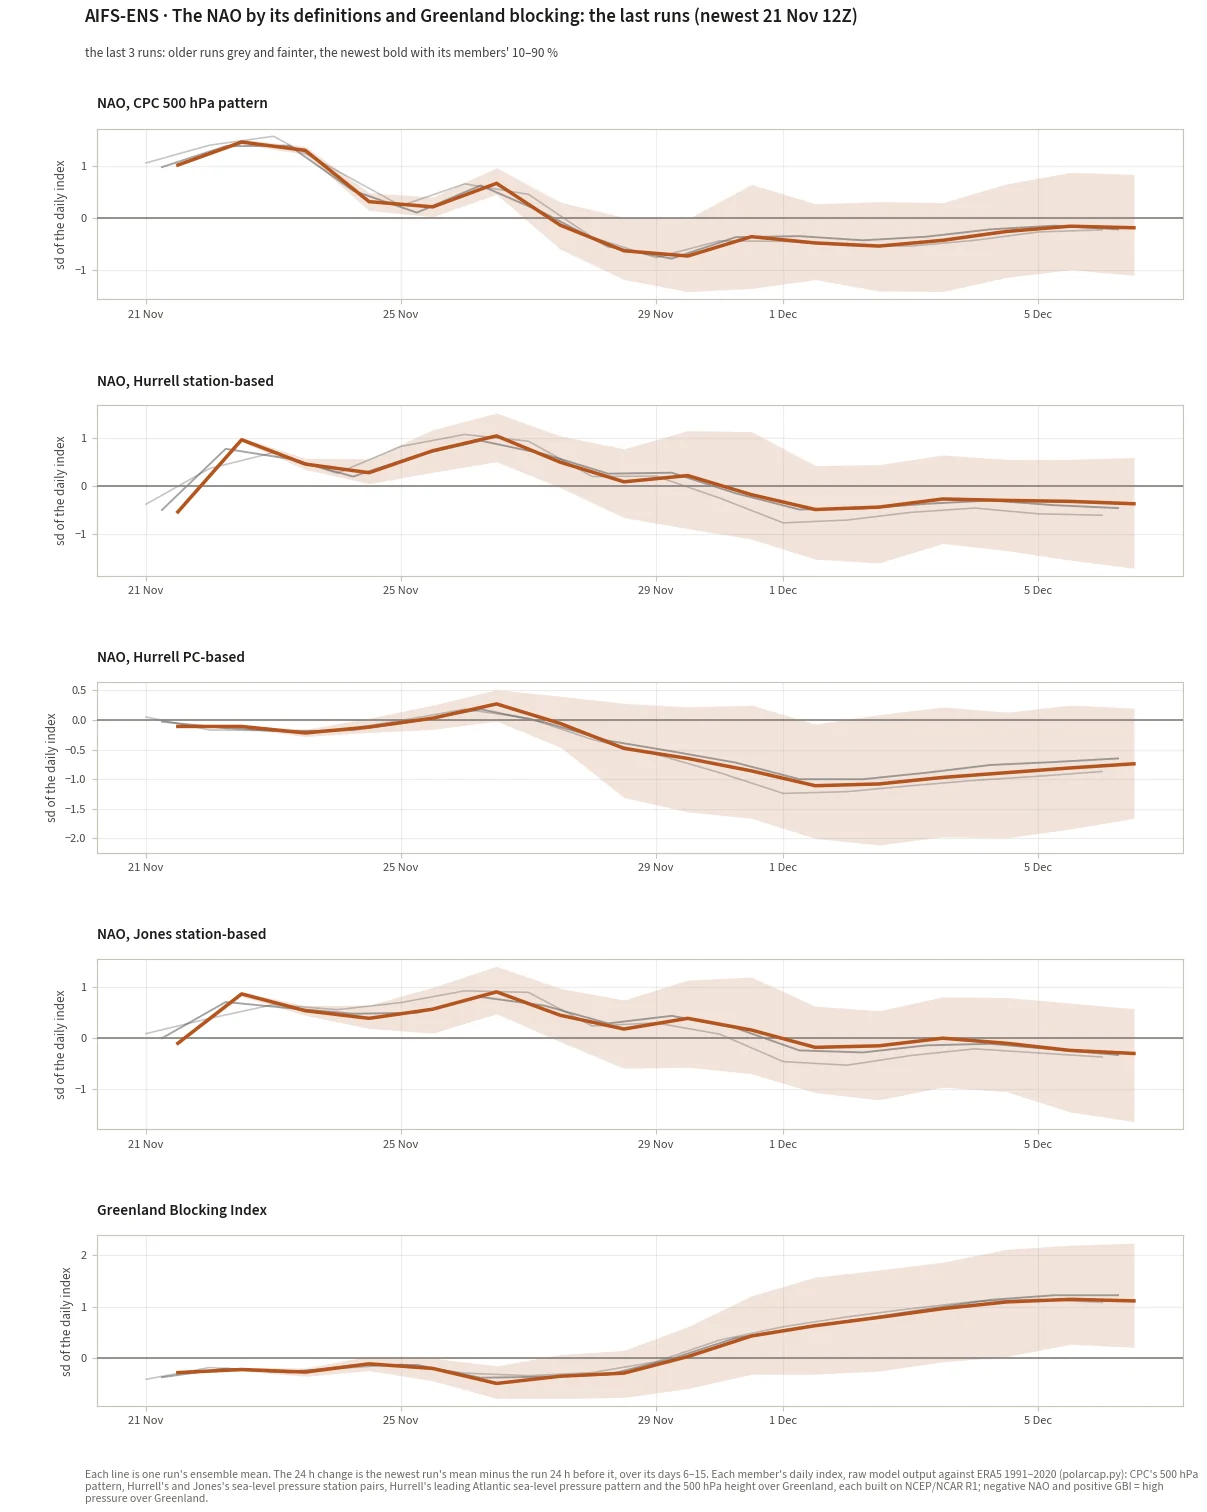 AIFS-ENS · The NAO by its definitions and Greenland blocking: the last runs (newest 21 Nov 12Z)
the last 3 runs: older runs grey and fainter, the newest bold with its members' 10–90 %
NAO, CPC 500 hPa pattern
sd of the daily index
1
0
−1
21 Nov 25 Nov 29 Nov 1 Dec 5 Dec
NAO, Hurrell station-based
sd of the daily index
1
0
−1
21 Nov 25 Nov 29 Nov 1 Dec 5 Dec
NAO, Hurrell PC-based
sd of the daily index
0.5
0.0
−0.5
−1.0
−1.5
−2.0
21 Nov 25 Nov 29 Nov 1 Dec 5 Dec
NAO, Jones station-based
sd of the daily index
1
0
−1
21 Nov 25 Nov 29 Nov 1 Dec 5 Dec
Greenland Blocking Index
sd of the daily index
2
1
0
21 Nov 25 Nov 29 Nov 1 Dec 5 Dec
Each line is one run's ensemble mean. The 24 h change is the newest run's mean minus the run 24 h before it, over its days 6–15. Each member's daily index, raw model output against ERA5 1991–2020 (polarcap.py): CPC's 500 hPa
pattern, Hurrell's and Jones's sea-level pressure station pairs, Hurrell's leading Atlantic sea-level pressure pattern and the 500 hPa height over Greenland, each built on NCEP/NCAR R1; negative NAO and positive GBI = high
pressure over Greenland.